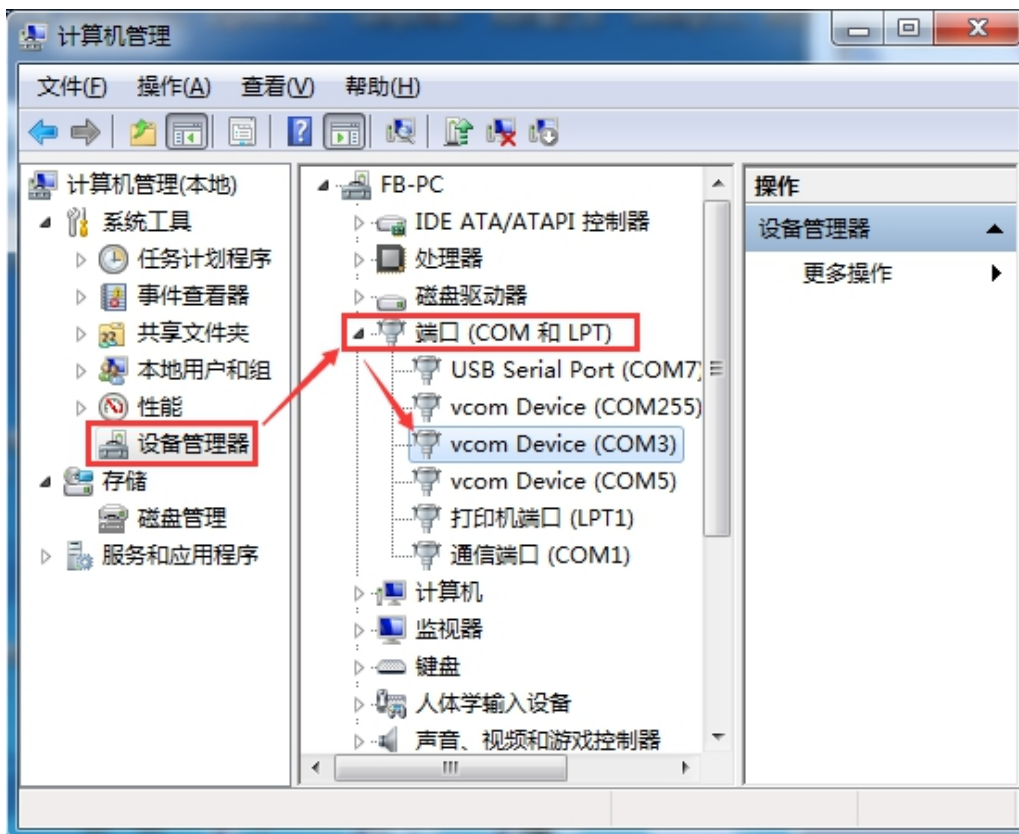 计算机管理
文件(F) 操作(A) 查看(V) 帮助(H)
计算机管理(本地)
系统工具
任务计划程序
事件查看器
共享文件夹
本地用户和组
性能
设备管理器
存储
磁盘管理
服务和应用程序
FB-PC
IDE ATA/ATAPI 控制器
处理器
磁盘驱动器
端口 (COM 和 LPT)
USB Serial Port (COM7)
vcom Device (COM255)
vcom Device (COM3)
vcom Device (COM5)
打印机端口 (LPT1)
通信端口 (COM1)
计算机
监视器
键盘
人体学输入设备
声音、视频和游戏控制器
操作
设备管理器
更多操作